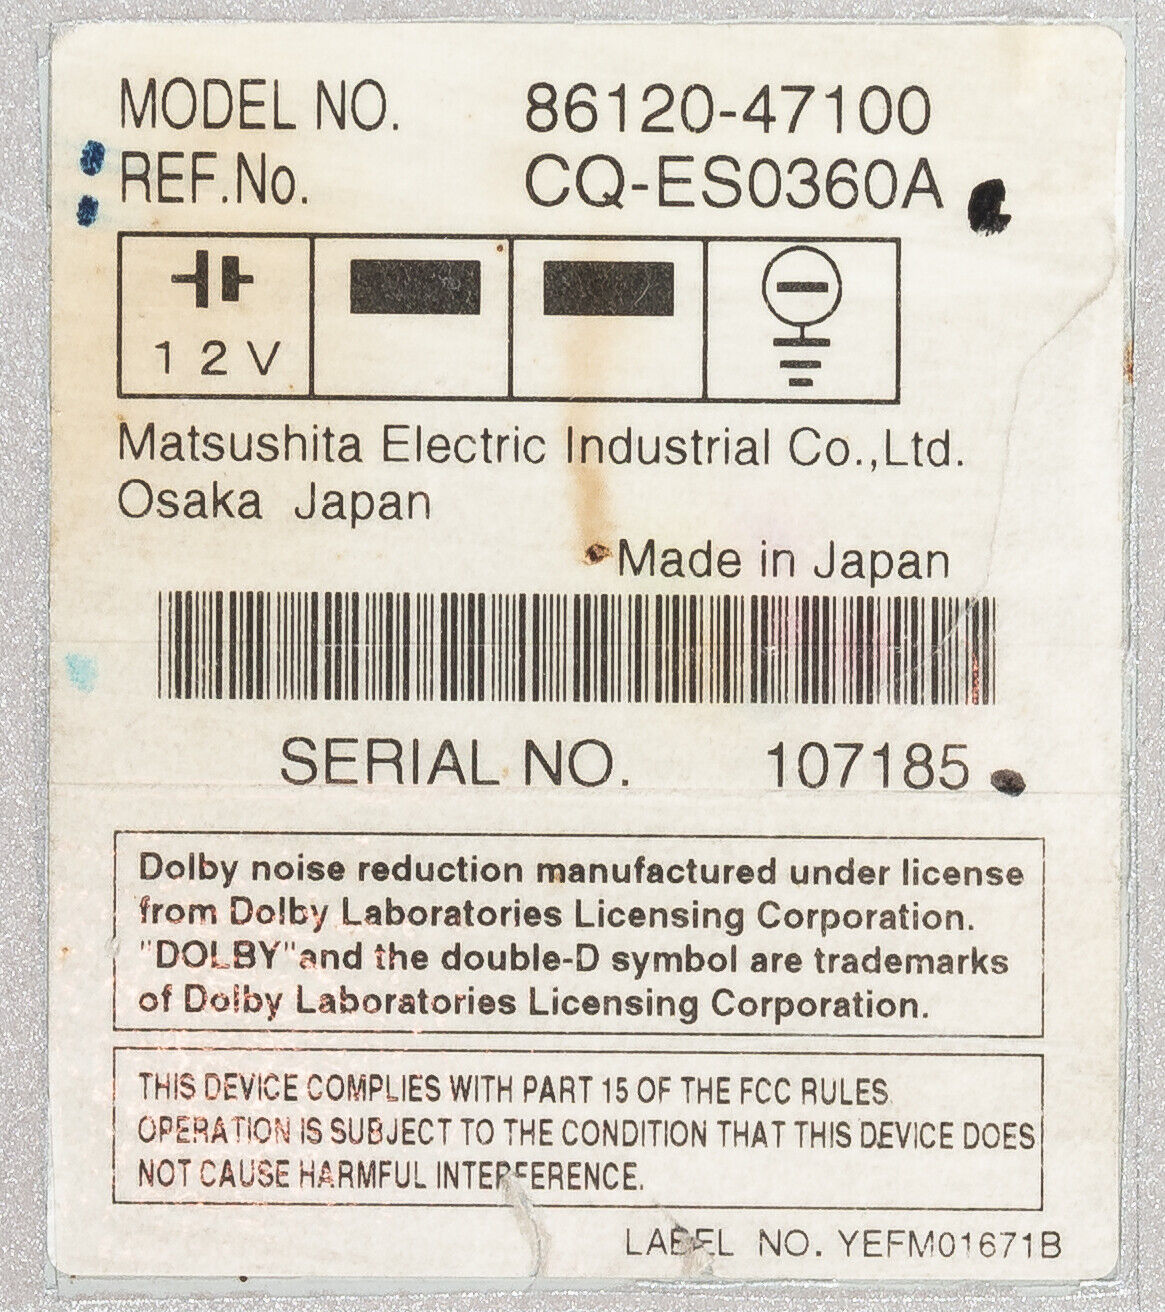 MODEL NO. 86120-47100
REF.No. CQ-ES0360A
12V
Matsushita Electric Industrial Co.,Ltd.
Osaka Japan
Made in Japan
SERIAL NO. 107185
Dolby noise reduction manufactured under license
from Dolby Laboratories Licensing Corporation.
"DOLBY"and the double-D symbol are trademarks
of Dolby Laboratories Licensing Corporation.
THIS DEVICE COMPLIES WITH PART 15 OF THE FCC RULES.
OPERATION IS SUBJECT TO THE CONDITION THAT THIS DEVICE DOES
NOT CAUSE HARMFUL INTERFERENCE.
LABEL NO. YEFM01671B